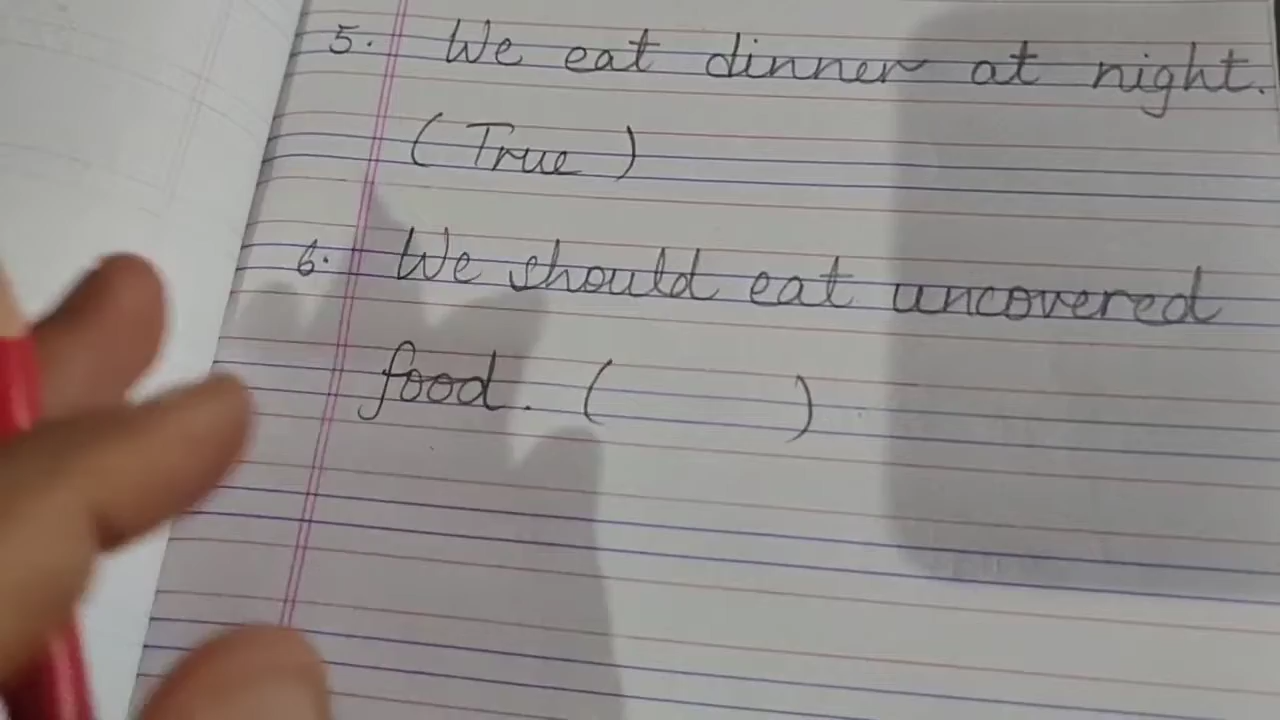 5. We eat dinner at night.
(True)
6. We should eat uncovered
food. ( )